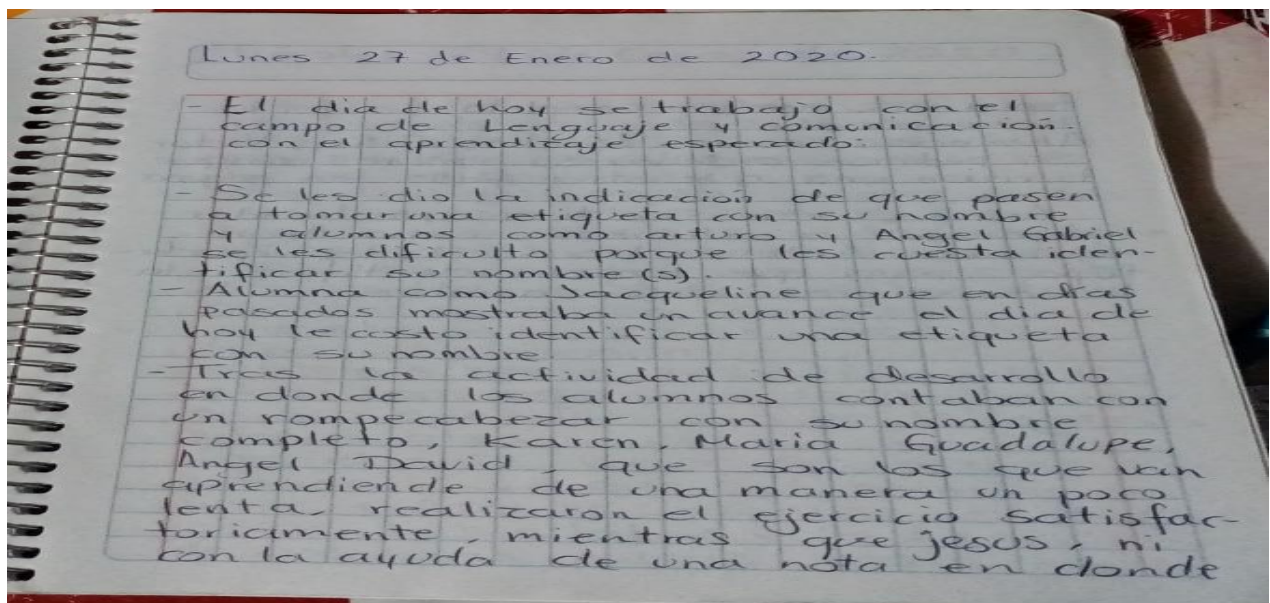 Lunes 27 de Enero de 2020.
- El dia de hoy se trabajo con el
campo de Lenguaje y comunicación.
con el aprendizaje esperado:
- Se les dio la indicación de que pasen
a tomar una etiqueta con su nombre
y alumnos como arturo y Angel Gabriel
se les dificulto porque les cuesta iden-
tificar su nombre(s).
- Alumna como Jacqueline que en dias
pasados mostraba un avance el dia de
hoy le costo identificar una etiqueta
con su nombre
- Tras la actividad de desarrollo
en donde los alumnos contaban con
un rompecabezar con su nombre
completo, Karen, Maria Guadalupe,
Angel David, que son los que van
aprendiende de una manera un poco
lenta realizaron el ejercicio satisfac-
toriamente, mientras que jesus, ni
con la ayuda de una nota en donde